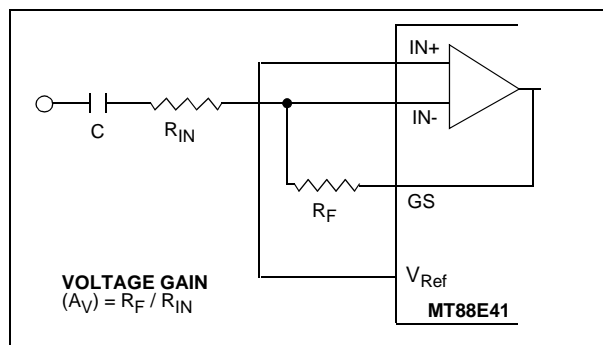 IN+
IN-
C
RIN
RF
GS
VRef
VOLTAGE GAIN
(AV) = RF / RIN
MT88E41